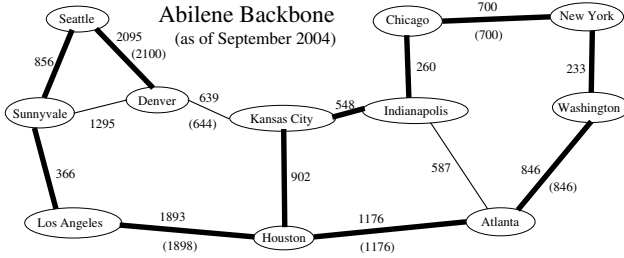 Abilene Backbone
(as of September 2004)
Seattle
Chicago
700
(700)
New York
2095
(2100)
856
260
233
Sunnyvale
Denver
639
(644)
Kansas City
548
Indianapolis
Washington
1295
366
902
587
846
(846)
Los Angeles
1893
(1898)
Houston
1176
(1176)
Atlanta